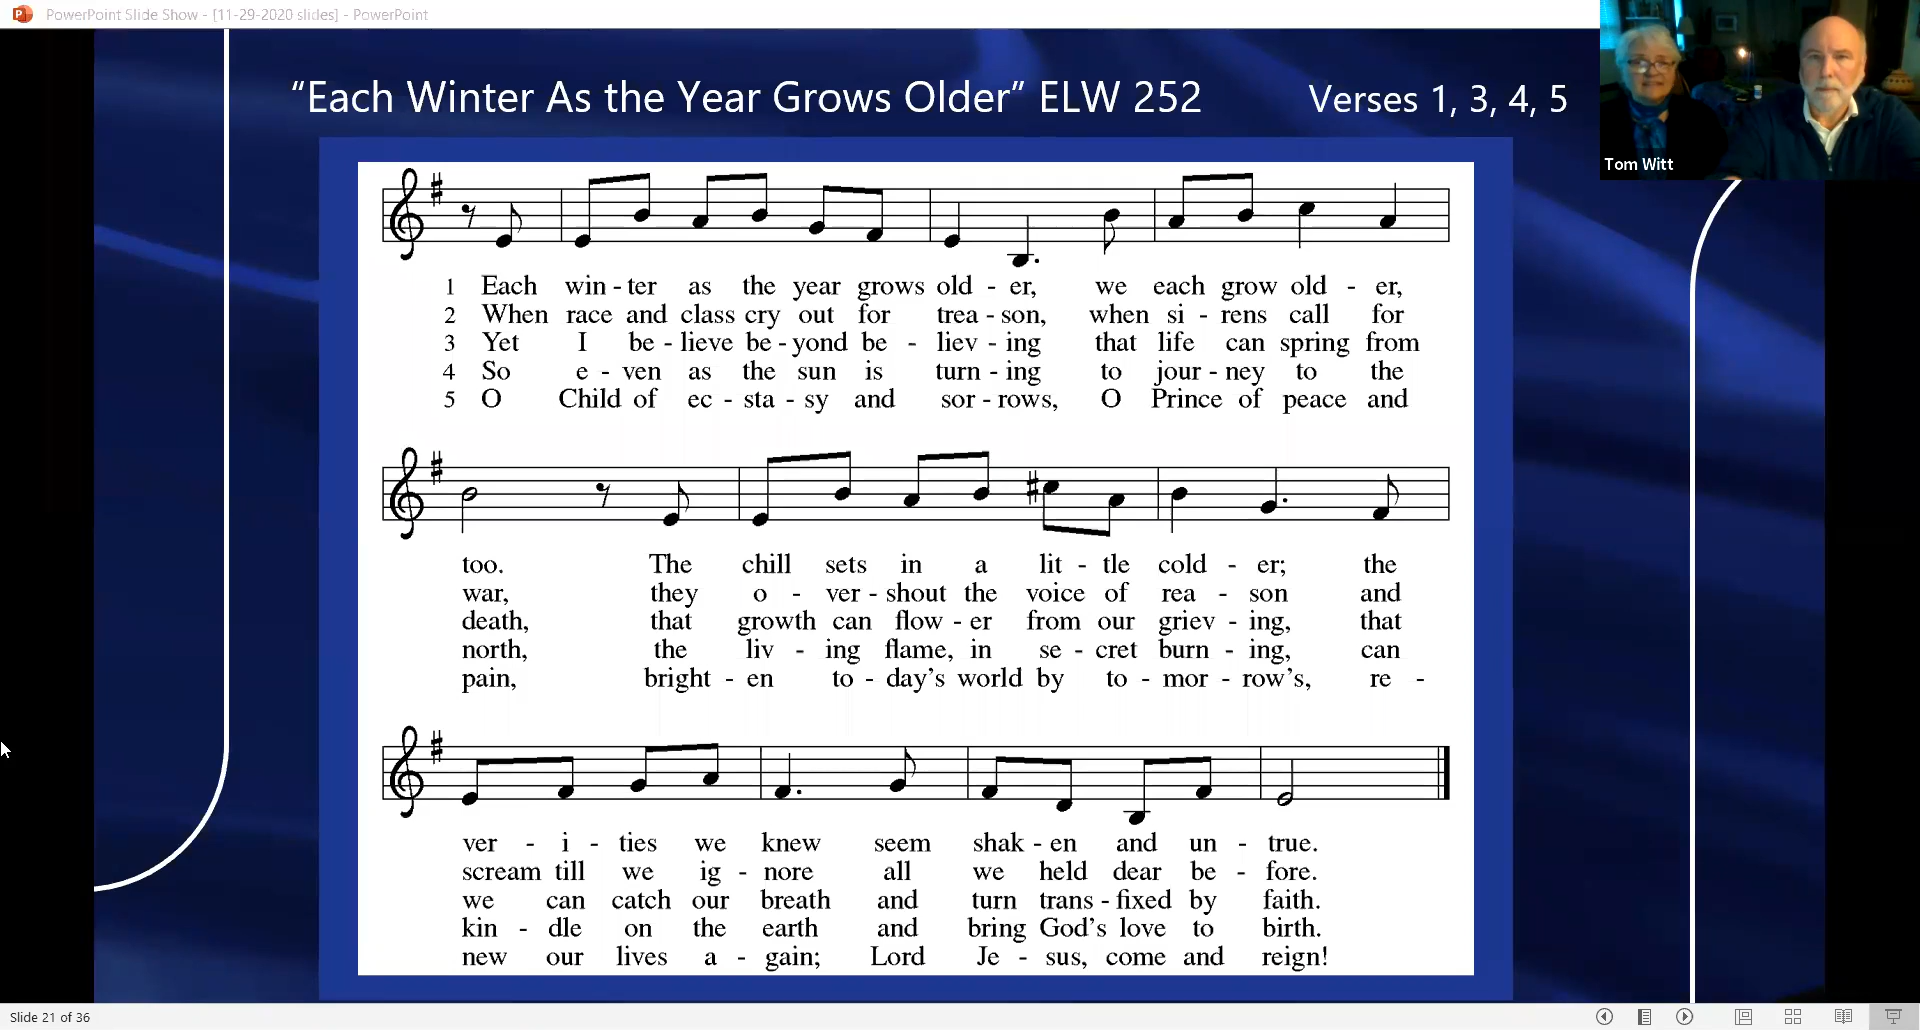 PowerPoint Slide Show - [11-29-2020 slides] - PowerPoint
“Each Winter As the Year Grows Older” ELW 252 Verses 1, 3, 4, 5
Tom Witt
1 Each win - ter as the year grows old - er, we each grow old - er,
2 When race and class cry out for trea - son, when si - rens call for
3 Yet I be - lieve be - yond be - liev - ing that life can spring from
4 So e - ven as the sun is turn - ing to jour - ney to the
5 O Child of ec - sta - sy and sor - rows, O Prince of peace and
too. The chill sets in a lit - tle cold - er; the
war, they o - ver - shout the voice of rea - son and
death, that growth can flow - er from our griev - ing, that
north, the liv - ing flame, in se - cret burn - ing, can
pain, bright - en to - day’s world by to - mor - row’s, re -
ver - i - ties we knew seem shak - en and un - true.
scream till we ig - nore all we held dear be - fore.
we can catch our breath and turn trans - fixed by faith.
kin - dle on the earth and bring God’s love to birth.
new our lives a - gain; Lord Je - sus, come and reign!
Slide 21 of 36